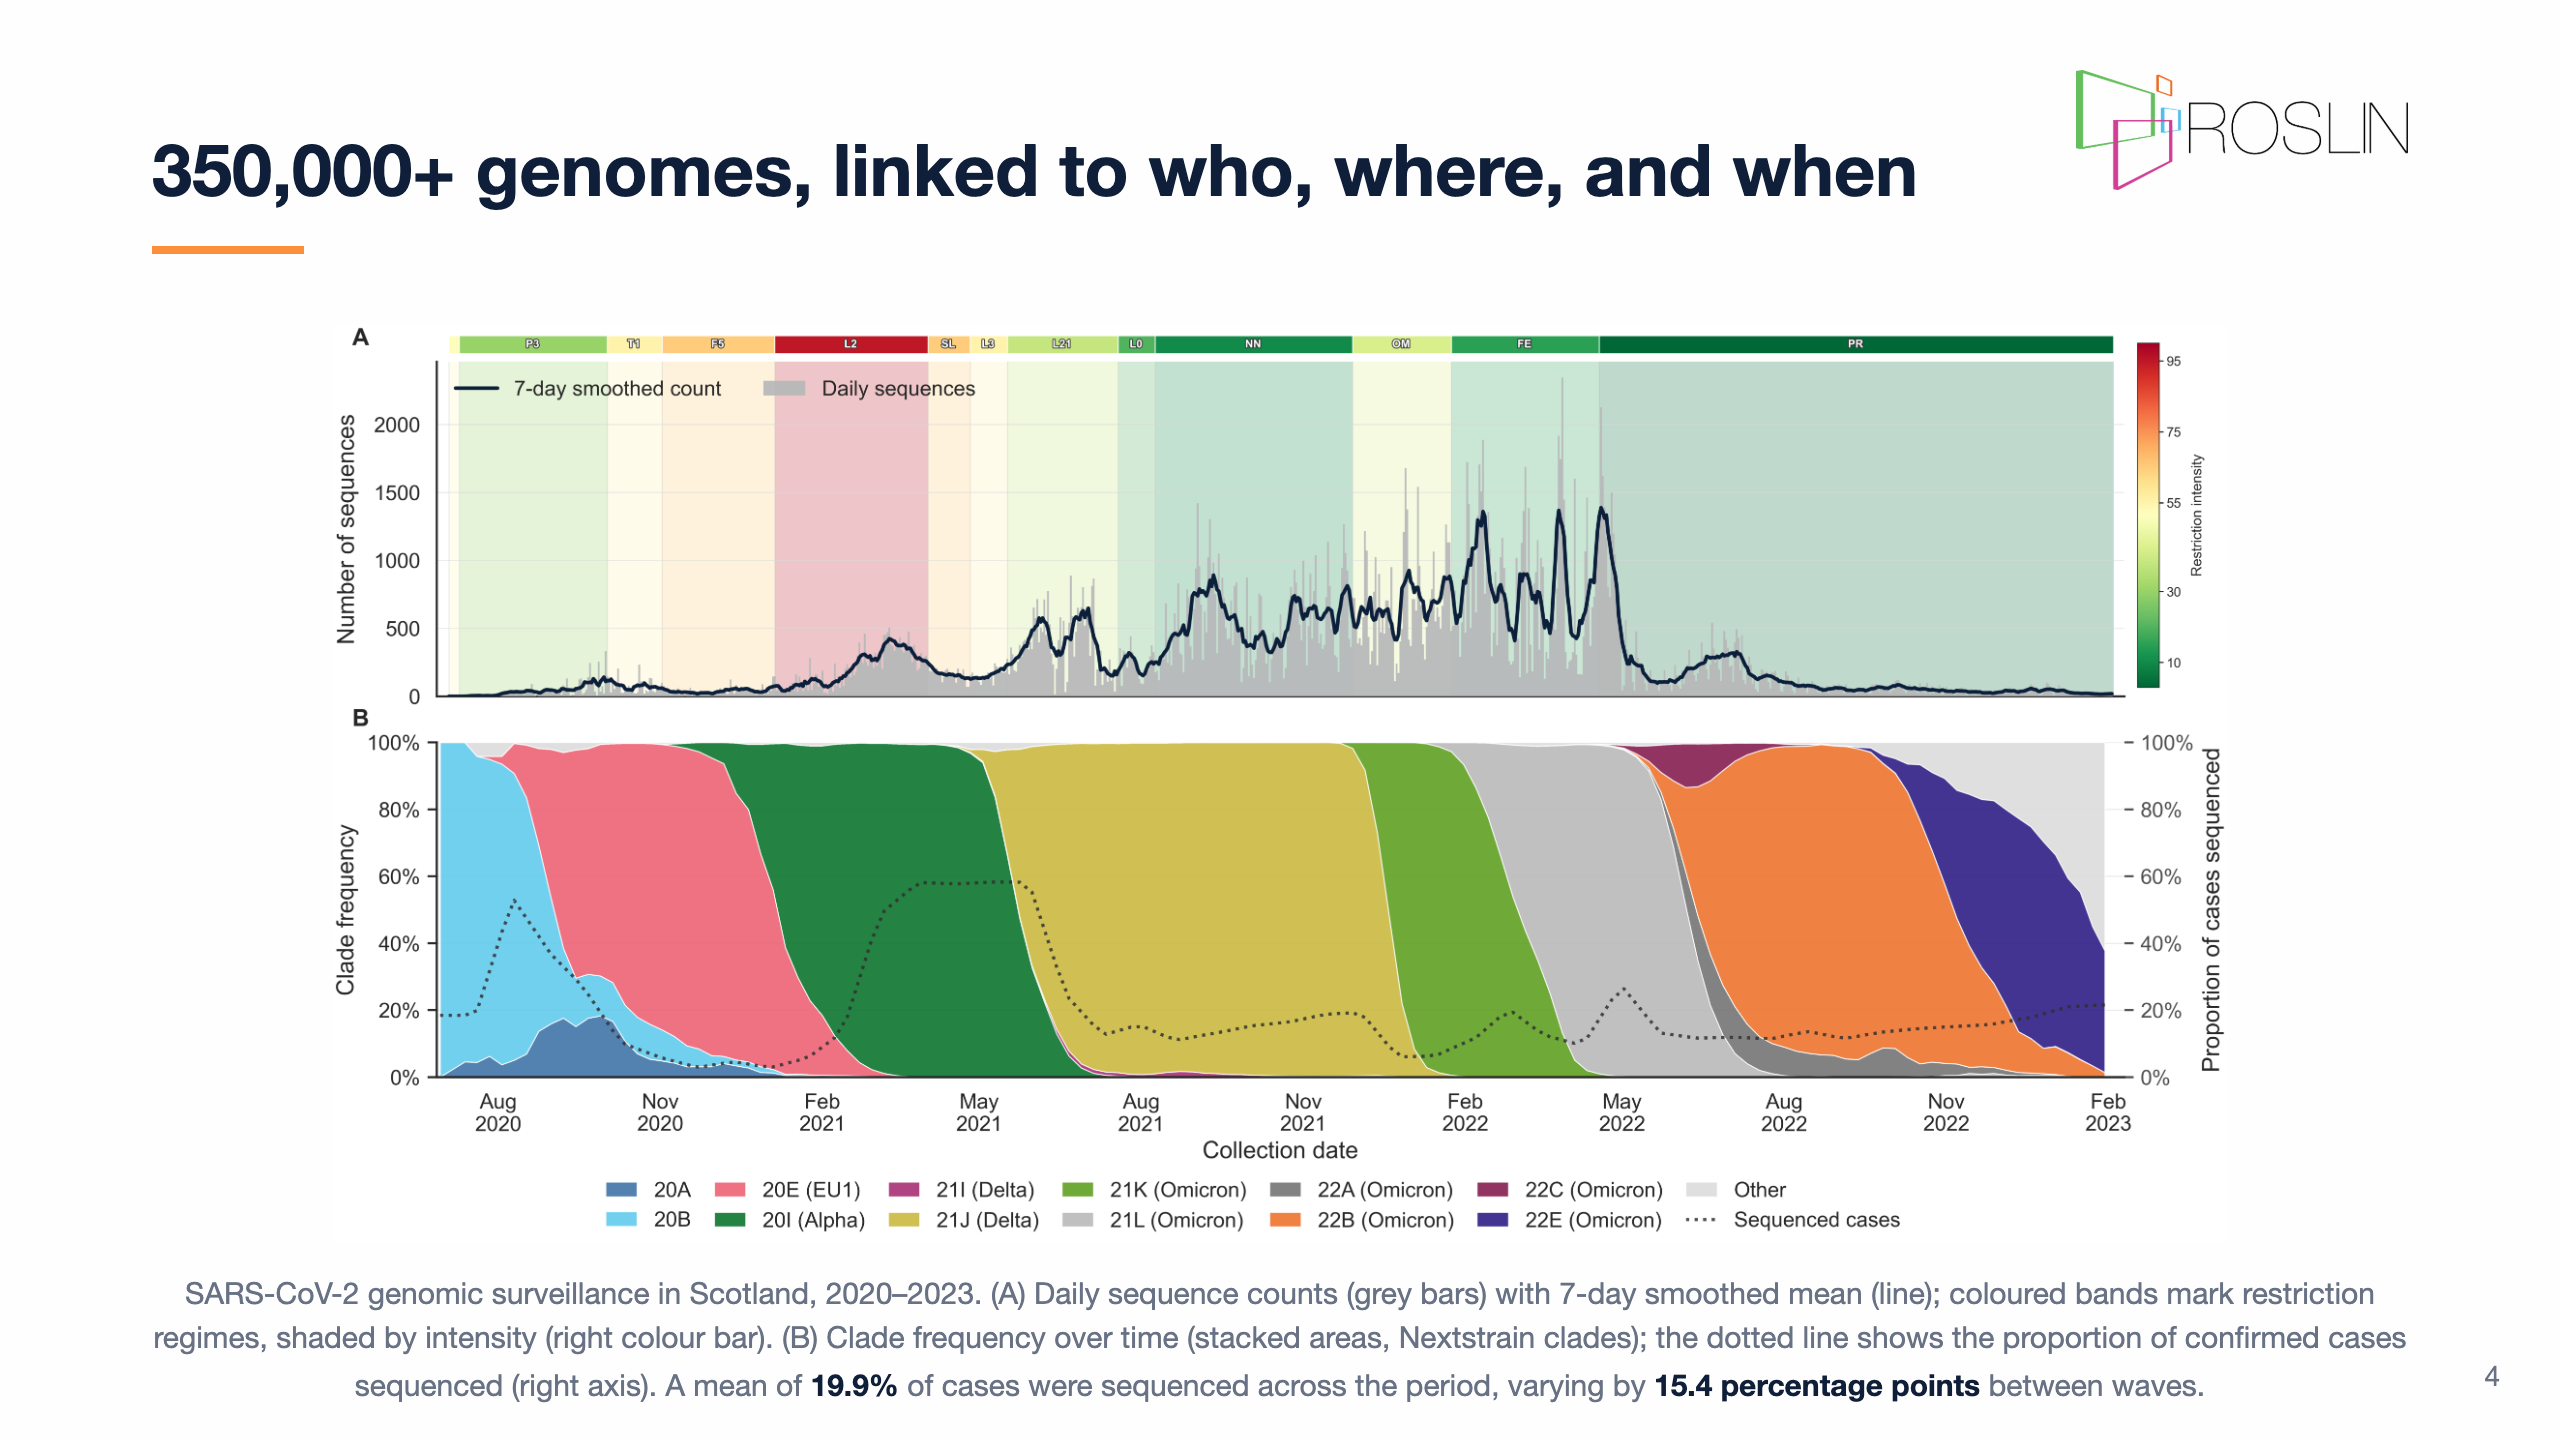 ROSLIN
350,000+ genomes, linked to who, where, and when
A
P3 T1 F5 L2 SL L3 L21 L0 NN OM FE PR
7-day smoothed count Daily sequences
Number of sequences
2000
1500
1000
500
0
95
75
55
30
10
Restriction intensity
B
Clade frequency
100%
80%
60%
40%
20%
0%
100%
80%
60%
40%
20%
0%
Proportion of cases sequenced
Aug Nov Feb May Aug Nov Feb May Aug Nov Feb
2020 2020 2021 2021 2021 2021 2022 2022 2022 2022 2023
Collection date
20A 20E (EU1) 21I (Delta) 21K (Omicron) 22A (Omicron) 22C (Omicron) Other
20B 20I (Alpha) 21J (Delta) 21L (Omicron) 22B (Omicron) 22E (Omicron) Sequenced cases
SARS-CoV-2 genomic surveillance in Scotland, 2020–2023. (A) Daily sequence counts (grey bars) with 7-day smoothed mean (line); coloured bands mark restriction
regimes, shaded by intensity (right colour bar). (B) Clade frequency over time (stacked areas, Nextstrain clades); the dotted line shows the proportion of confirmed cases
sequenced (right axis). A mean of 19.9% of cases were sequenced across the period, varying by 15.4 percentage points between waves.
4